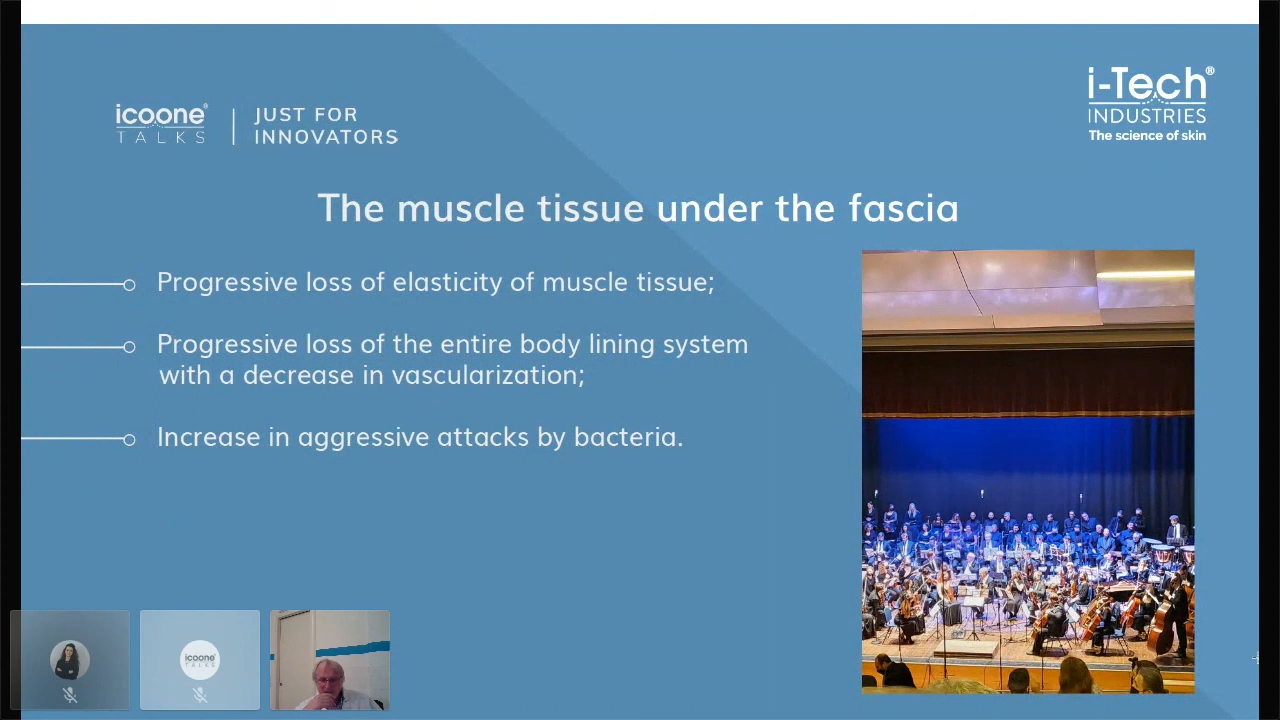 icoone®
TALKS
JUST FOR
INNOVATORS
i-Tech®
INDUSTRIES
The science of skin
The muscle tissue under the fascia
Progressive loss of elasticity of muscle tissue;
Progressive loss of the entire body lining system
with a decrease in vascularization;
Increase in aggressive attacks by bacteria.
icoone
TALKS